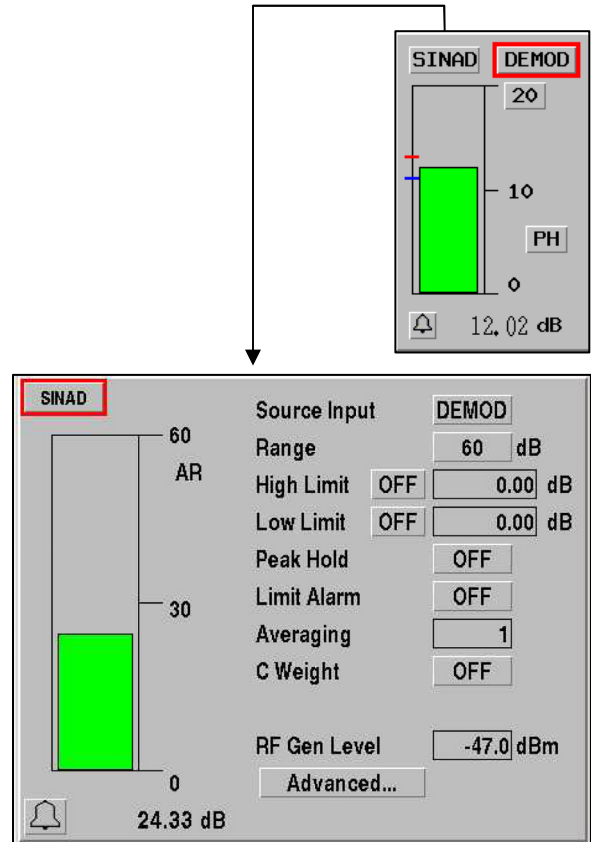 SINAD DEMOD
20
10
PH
0
12.02 dB
SINAD
60
AR
30
0
24.33 dB
Source Input DEMOD
Range 60 dB
High Limit OFF 0.00 dB
Low Limit OFF 0.00 dB
Peak Hold OFF
Limit Alarm OFF
Averaging 1
C Weight OFF
RF Gen Level -47.0 dBm
Advanced...